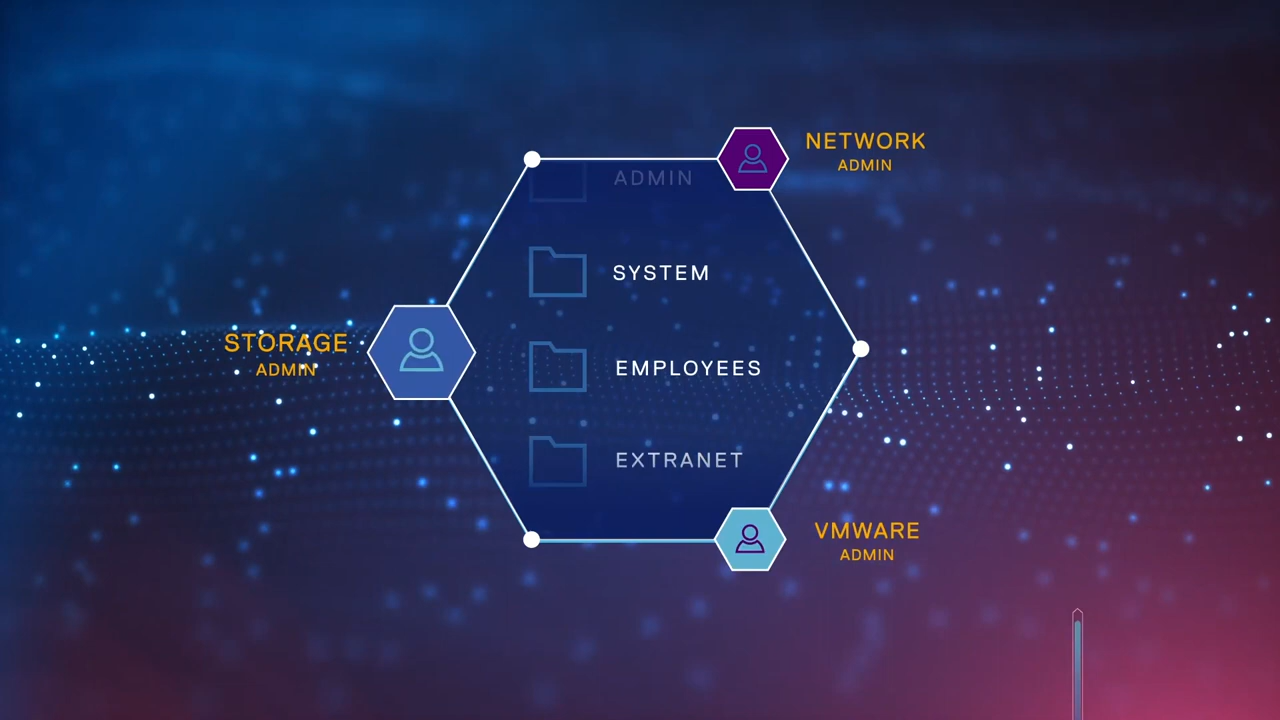 NETWORK
ADMIN
ADMIN
SYSTEM
STORAGE
ADMIN
EMPLOYEES
EXTRANET
VMWARE
ADMIN